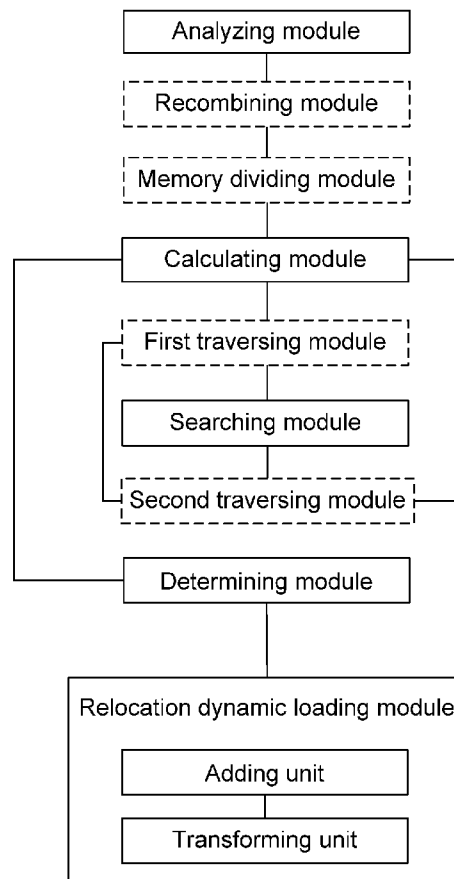 Analyzing module
Recombining module
Memory dividing module
Calculating module
First traversing module
Searching module
Second traversing module
Determining module
Relocation dynamic loading module
Adding unit
Transforming unit